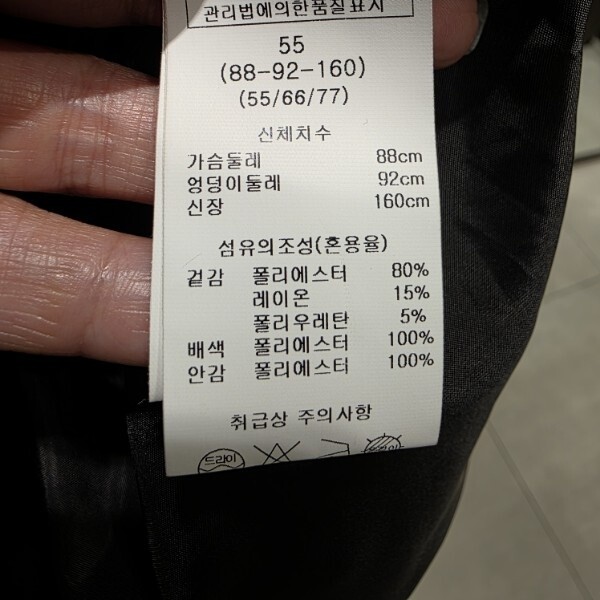 관리법에의한품질표시
55
(88-92-160)
(55/66/77)
신체치수
가슴둘레 88cm
엉덩이둘레 92cm
신장 160cm
섬유의조성(혼용율)
겉감 폴리에스터 80%
레이온 15%
폴리우레탄 5%
배색 폴리에스터 100%
안감 폴리에스터 100%
취급상 주의사항
드라이